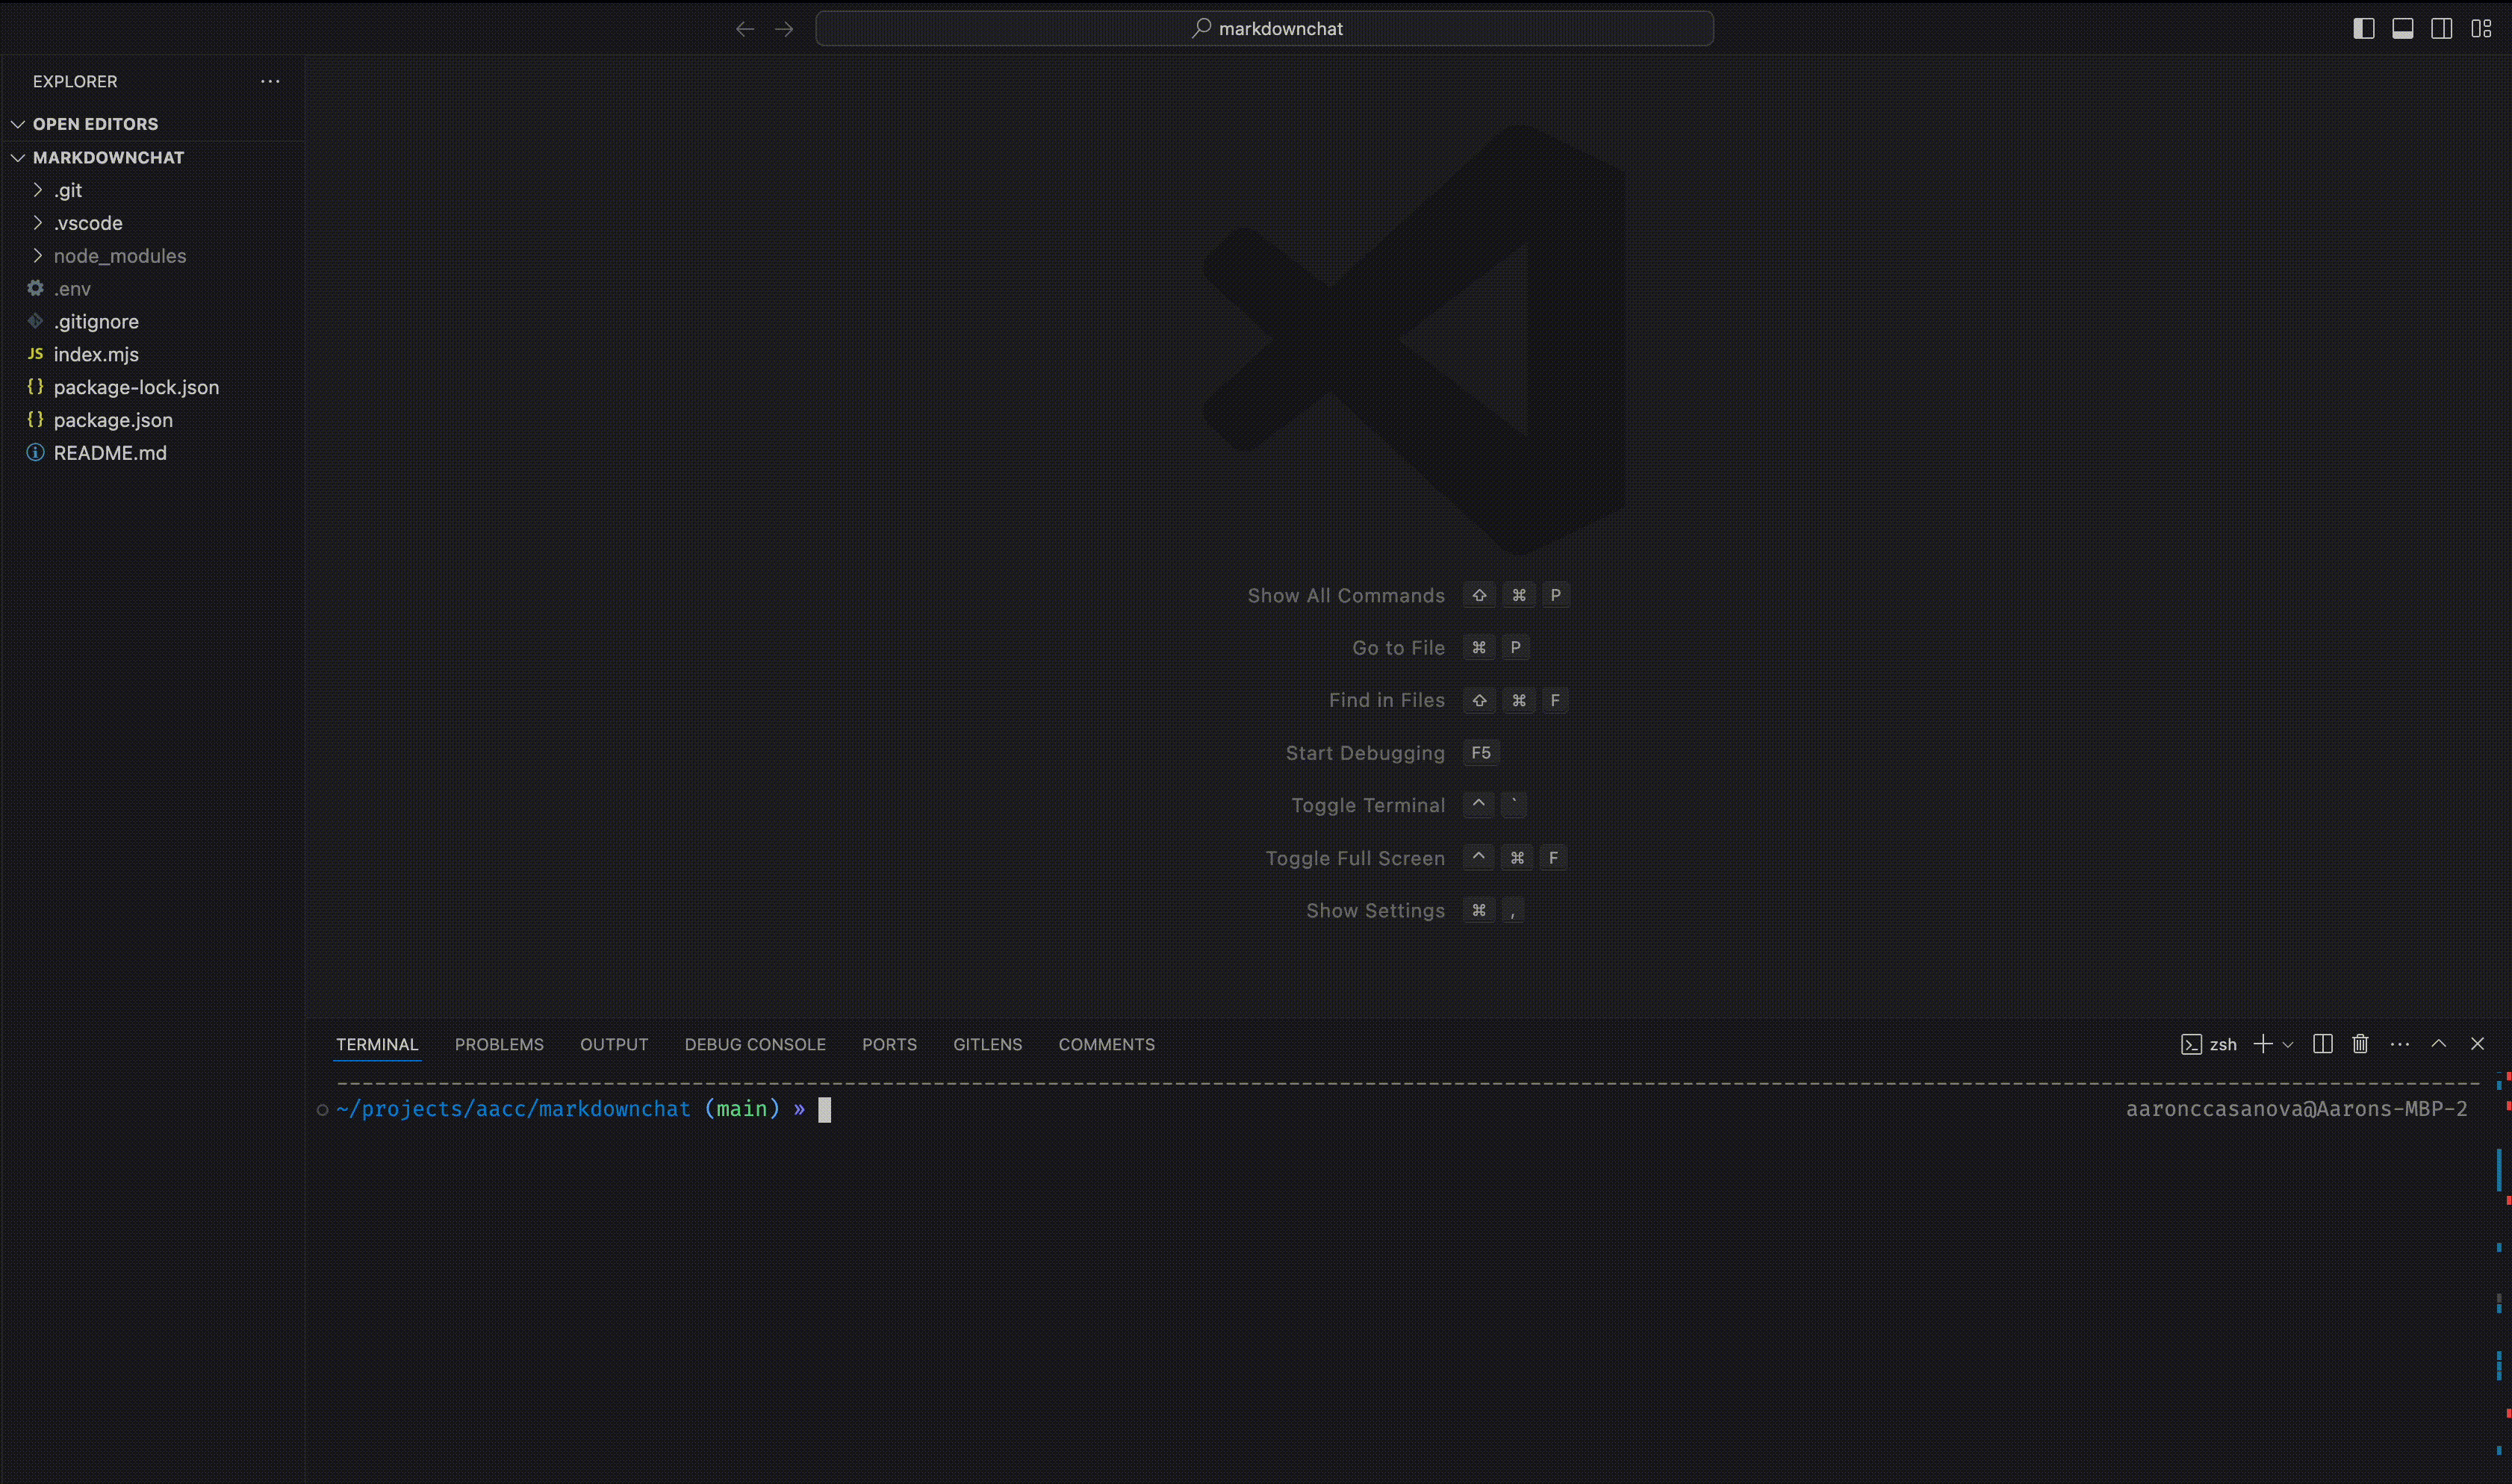 markdownchat
EXPLORER
OPEN EDITORS
MARKDOWNCHAT
.git
.vscode
node_modules
.env
.gitignore
JS index.mjs
{} package-lock.json
{} package.json
README.md
Show All Commands ⇧ ⌘ P
Go to File ⌘ P
Find in Files ⇧ ⌘ F
Start Debugging F5
Toggle Terminal ^ `
Toggle Full Screen ^ ⌘ F
Show Settings ⌘ ,
TERMINAL PROBLEMS OUTPUT DEBUG CONSOLE PORTS GITLENS COMMENTS zsh
~/projects/aacc/markdownchat (main) » aaronccasanova@Aarons-MBP-2